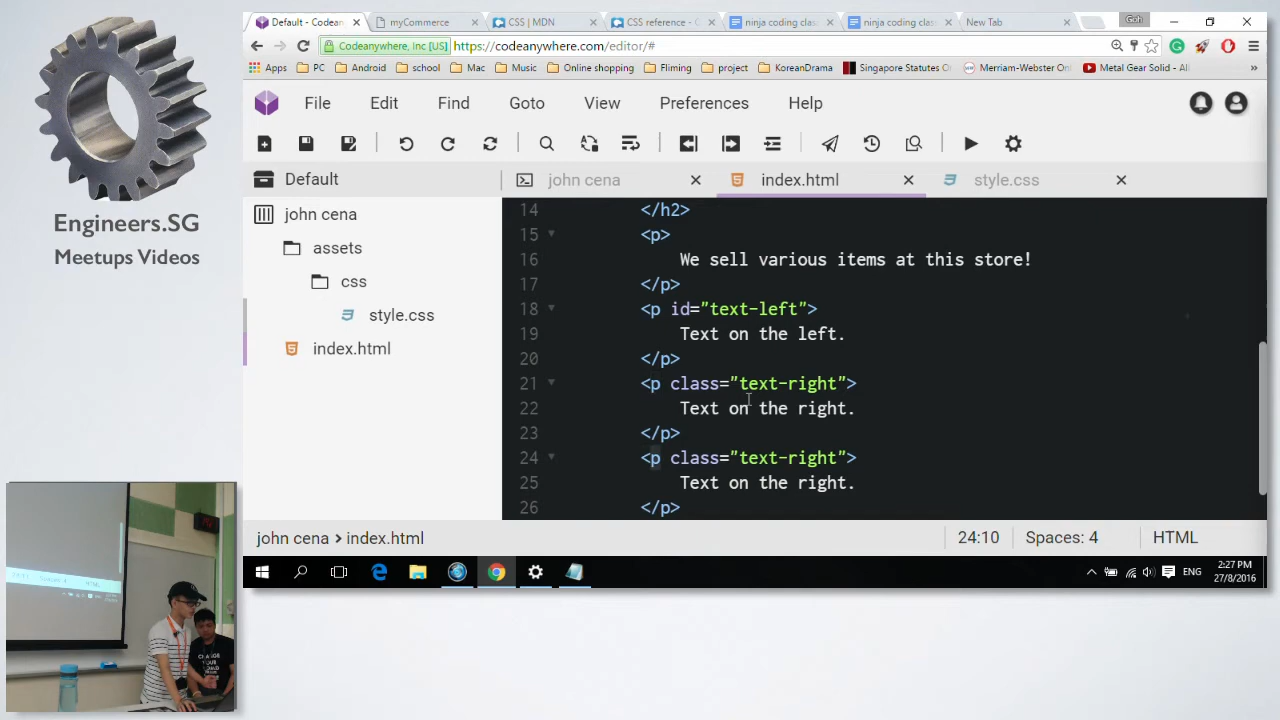 Default - Codean
myCommerce
CSS | MDN
CSS reference - C
ninja coding clas
ninja coding clas
New Tab
Goh
Codeanywhere, Inc [US]
https://codeanywhere.com/editor/#
Apps
PC
Android
school
Mac
Music
Online shopping
Fliming
project
KoreanDrama
Singapore Statutes O
Merriam-Webster On
Metal Gear Solid - Al
»
File Edit Find Goto View Preferences Help
Default
john cena
index.html
style.css
john cena
assets
css
style.css
index.html
14 </h2>
15 <p>
16 We sell various items at this store!
17 </p>
18 <p id="text-left">
19 Text on the left.
20 </p>
21 <p class="text-right">
22 Text on the right.
23 </p>
24 <p class="text-right">
25 Text on the right.
26 </p>
john cena > index.html
24:10
Spaces: 4
HTML
ENG
2:27 PM
27/8/2016
Engineers.SG
Meetups Videos